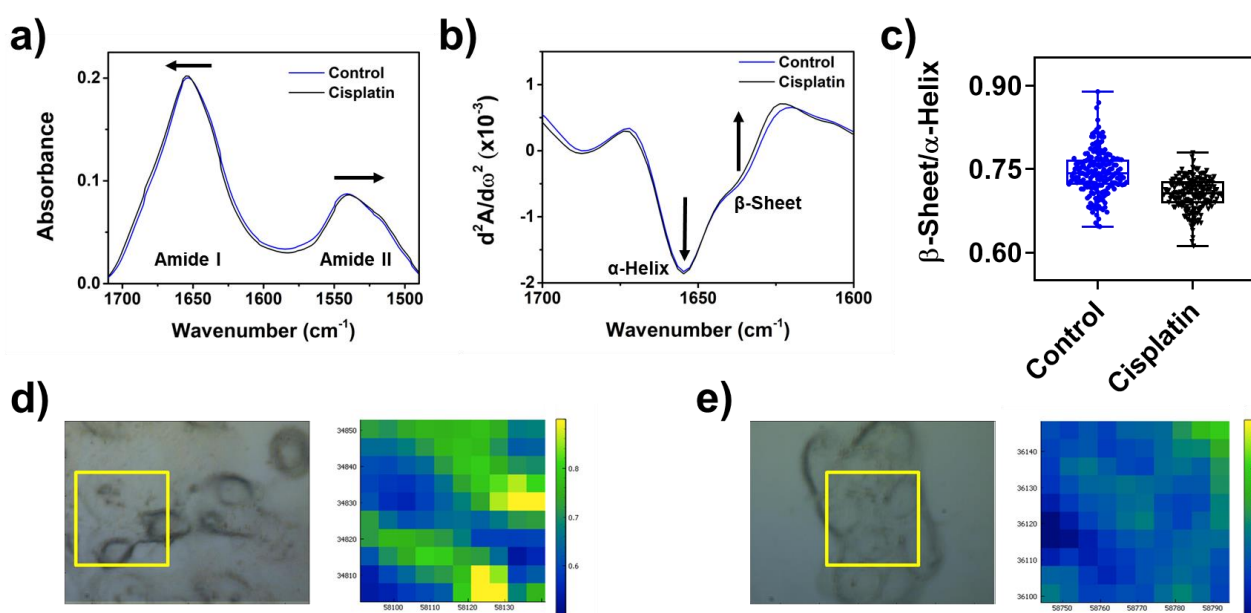 a)
Absorbance
0.2
0.1
0.0
Control
Cisplatin
Amide I
Amide II
1700 1650 1600 1550 1500
Wavenumber (cm⁻¹)
b)
d²A/dω² (x10⁻³)
1
0
-1
-2
Control
Cisplatin
α-Helix
β-Sheet
1700 1650 1600
Wavenumber (cm⁻¹)
c)
β-Sheet/α-Helix
0.90
0.75
0.60
Control
Cisplatin
d)
34850
34840
34830
34820
34810
58100 58110 58120 58130
0.8
0.7
0.6
e)
36140
36130
36120
36110
36100
58750 58760 58770 58780 58790